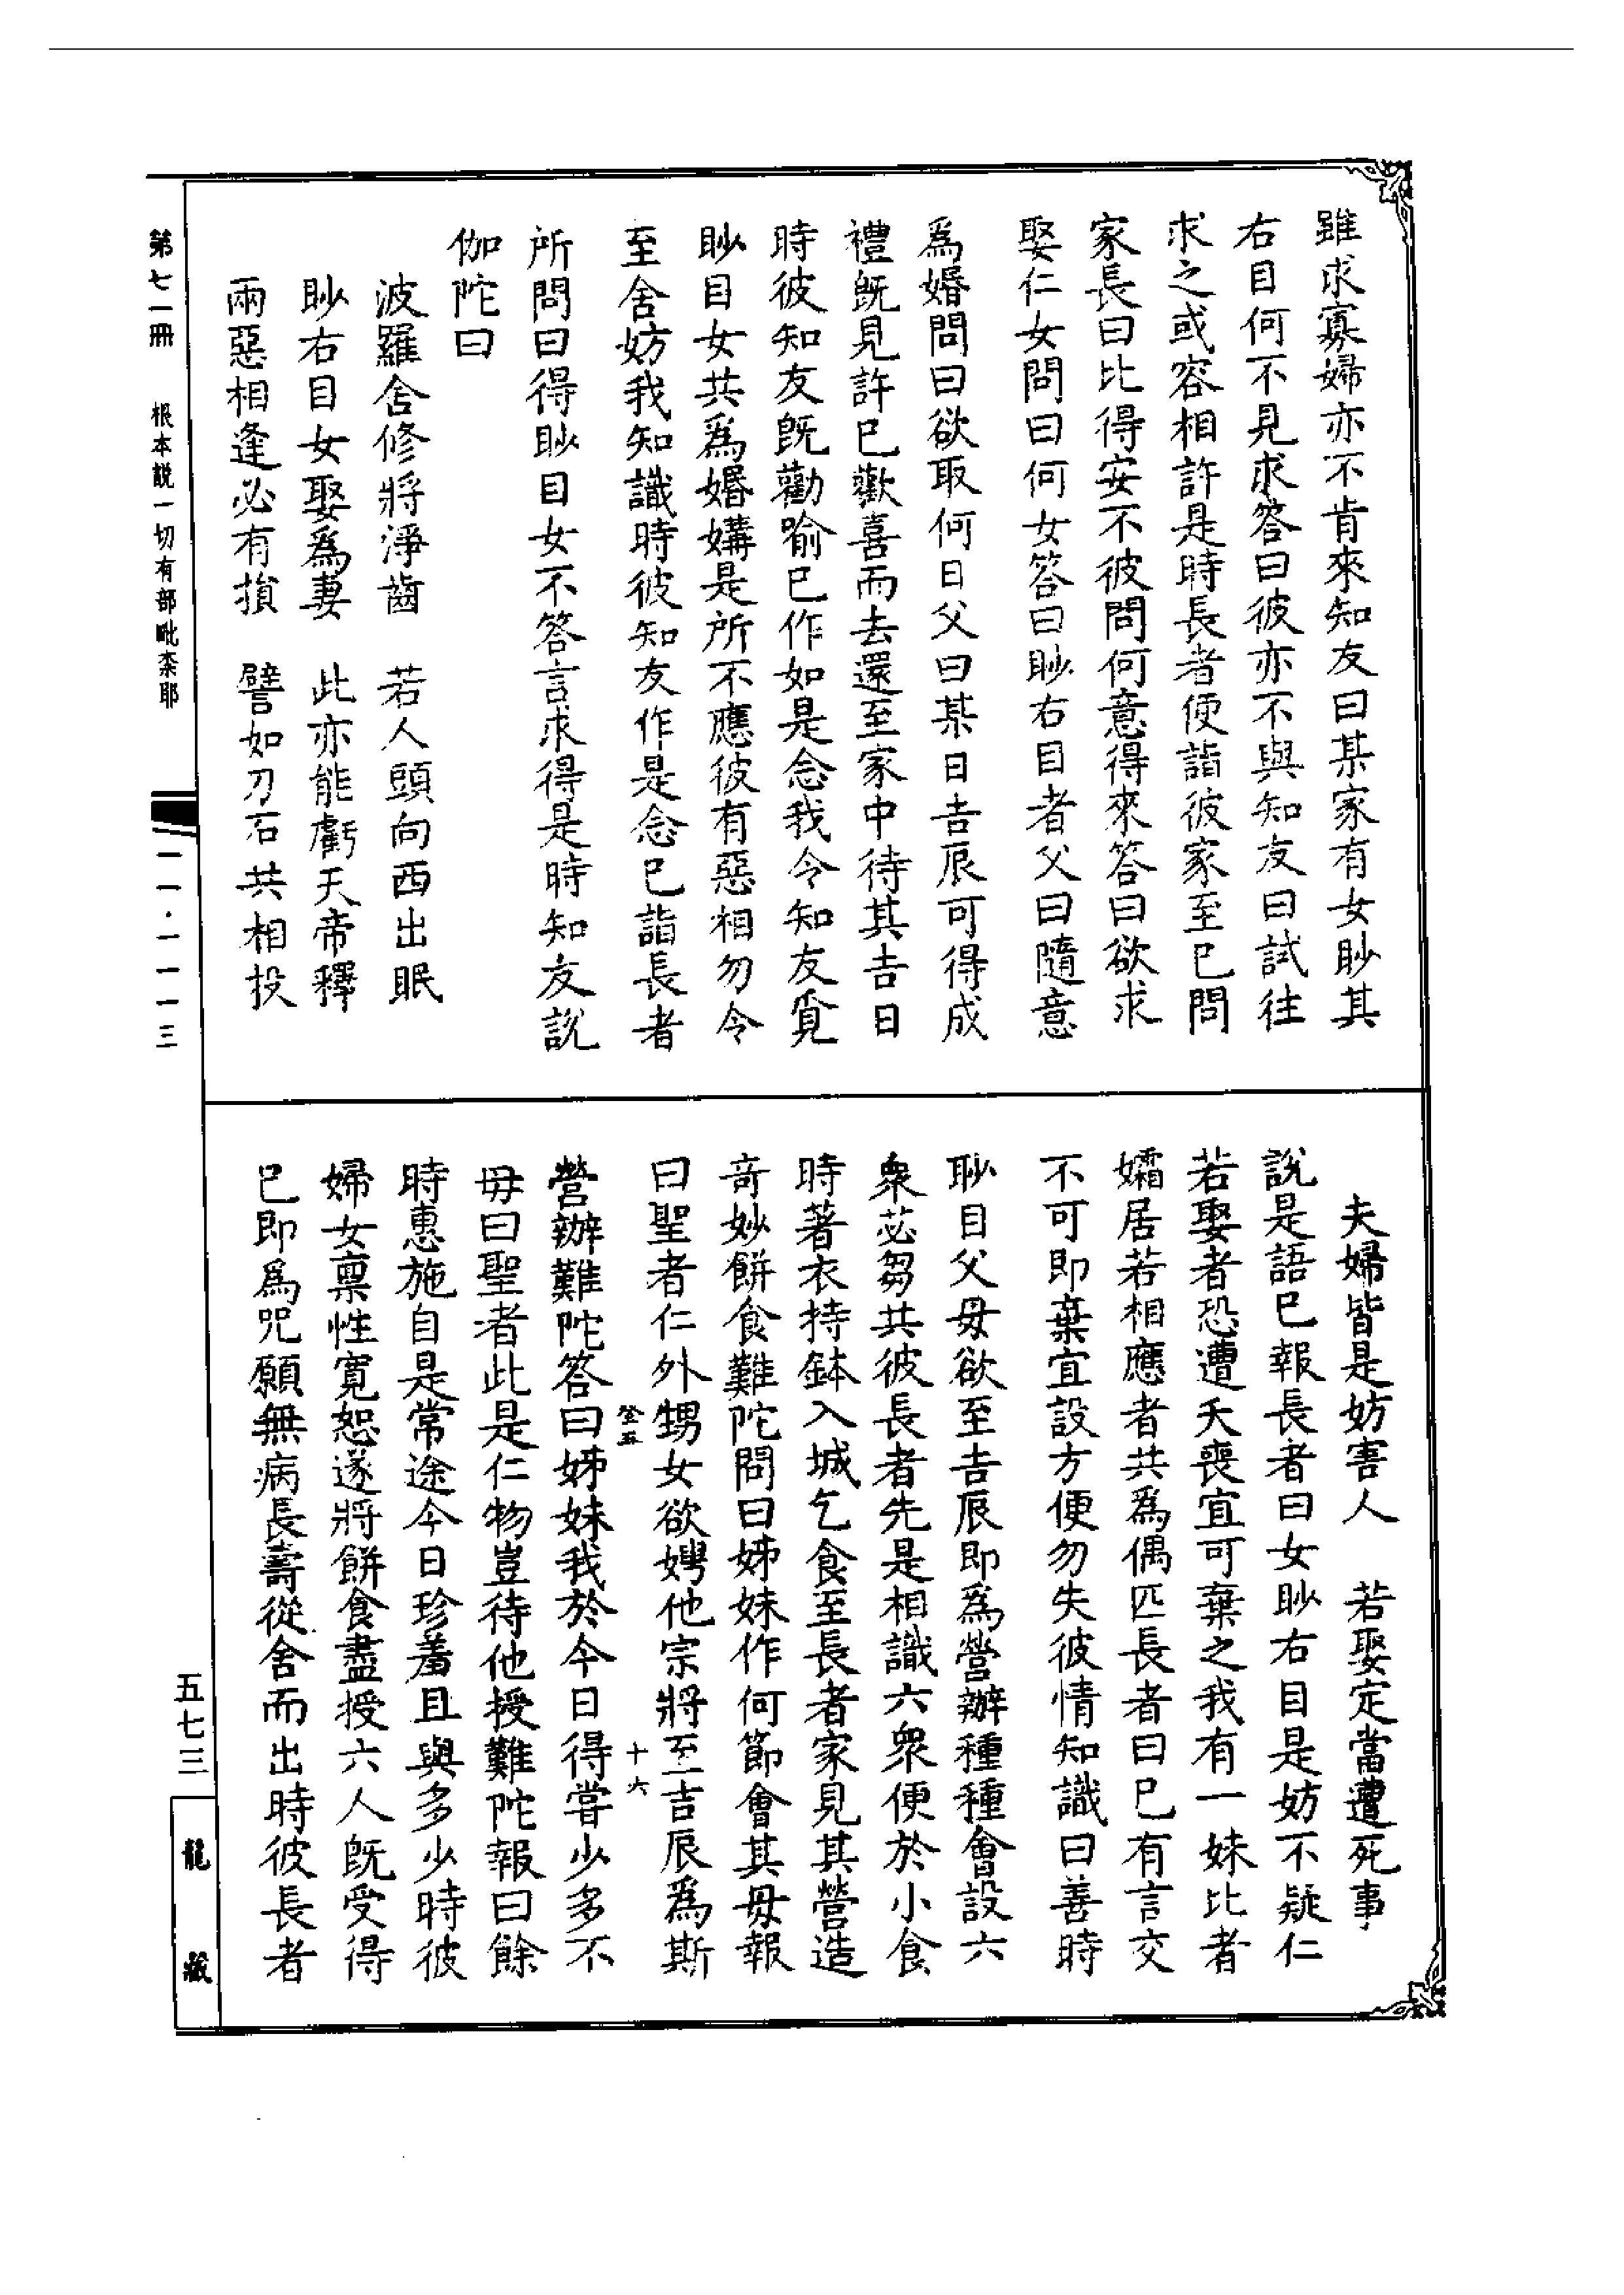 雖求寡婦亦不肯來知友曰某家有女眇其
右目何不見求答曰彼亦不與知友曰試往
求之或容相許是時長者便詣彼家至已問
家長曰比得安不彼問何意得來答曰欲求
娶仁女問曰何女答曰眇右目者父曰隨意
為婚問曰欲取何日父曰某日吉辰可得成
禮既見許已歡喜而去還至家中待其吉日
時彼知友既勸喻已作如是念我令知友覓
眇目女共為婚媾是所不應彼有惡相勿令
至舍妨我知識時彼知友作是念已詣長者
所問曰得眇目女不答言求得是時知友說
伽陀曰
波羅舍修將淨齒　若人頭向西出眠
眇右目女娶為妻　此亦能虧天帝釋
兩惡相逢必有損　譬如刀石共相投
夫婦皆是妨害人　若娶定當遭死事
說是語已報長者曰女眇右目是妨不疑仁
若娶者恐遭夭喪宜可棄之我有一妹比者
孀居若相應者共為偶匹長者曰已有言交
不可即棄宜設方便勿失彼情知識曰善時
眇目父母欲至吉辰即為營辦種種會設六
眾苾芻共彼長者先是相識六眾便於小食
時著衣持鉢入城乞食至長者家見其營造
奇妙餅食難陀問曰姊妹作何節會其母報
曰聖者仁外甥女欲娉他宗將至吉辰為斯
營辦難陀答曰姊妹我於今日得嘗少多不
母曰聖者此是仁物豈待他授難陀報曰餘
時惠施自是常途今日珍羞且與多少時彼
婦女稟性寬恕遂將餅食盡授六人既受得
已即為咒願無病長壽從舍而出時彼長者
十六
第七一冊　根本説一切有部毗柰耶
一一·一一一三
五七三
龍藏